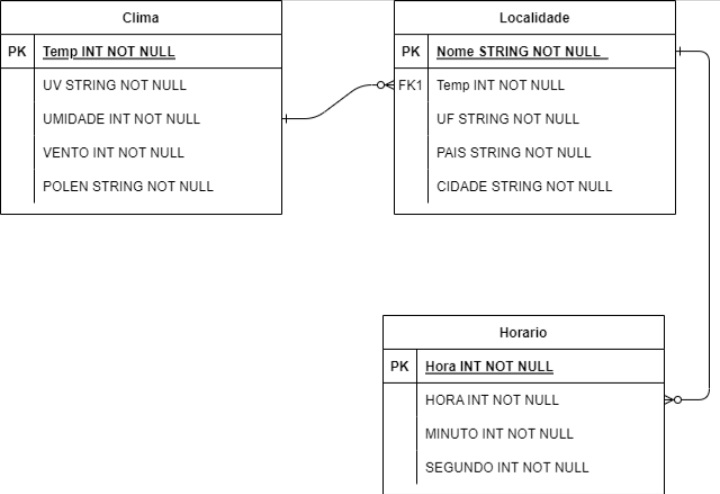 Clima
PK Temp INT NOT NULL
UV STRING NOT NULL
UMIDADE INT NOT NULL
VENTO INT NOT NULL
POLEN STRING NOT NULL
Localidade
PK Nome STRING NOT NULL
FK1 Temp INT NOT NULL
UF STRING NOT NULL
PAIS STRING NOT NULL
CIDADE STRING NOT NULL
Horario
PK Hora INT NOT NULL
HORA INT NOT NULL
MINUTO INT NOT NULL
SEGUNDO INT NOT NULL